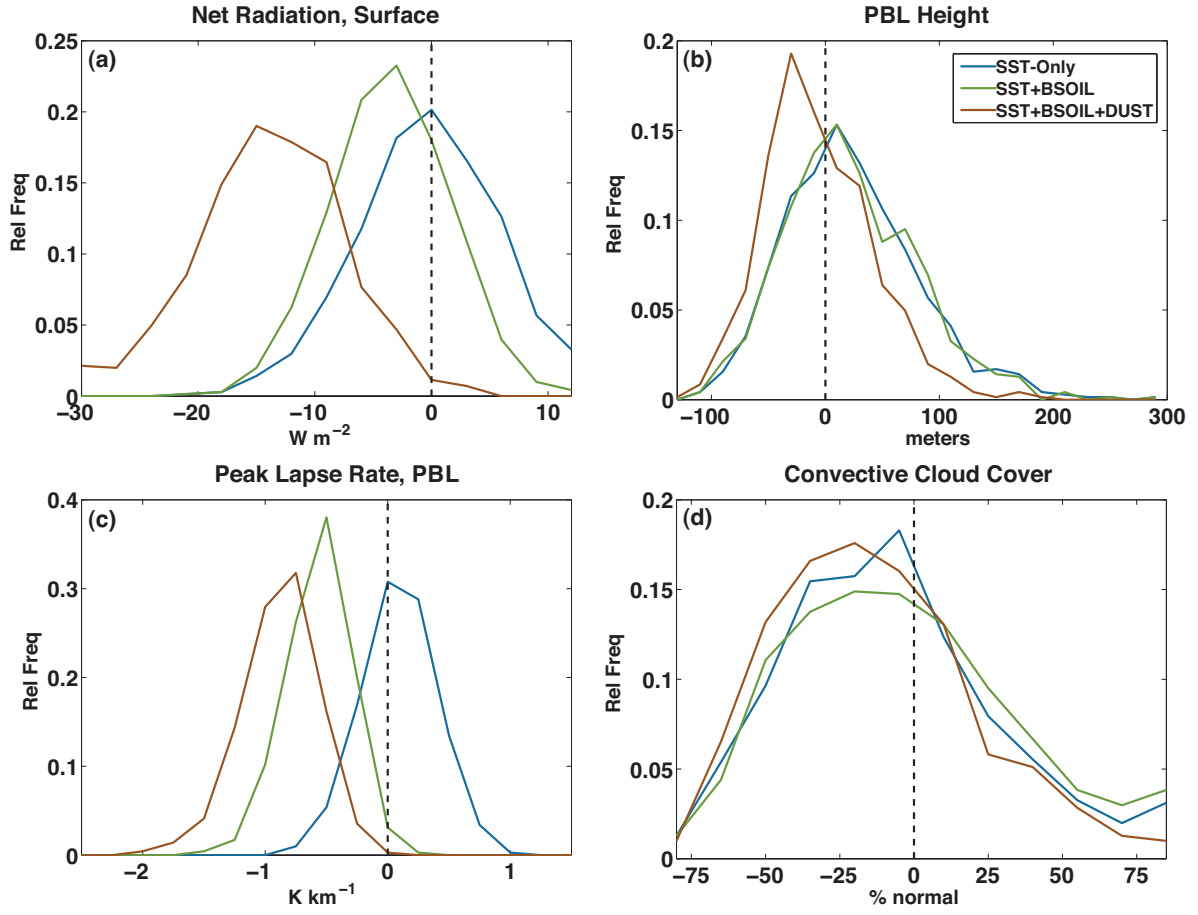 Net Radiation, Surface
(a)
0.25
0.2
0.15
0.1
0.05
0
Rel Freq
−30 −20 −10 0 10
W m−2
PBL Height
(b)
0.2
0.15
0.1
0.05
0
Rel Freq
SST-Only
SST+BSOIL
SST+BSOIL+DUST
−100 0 100 200 300
meters
Peak Lapse Rate, PBL
(c)
0.4
0.3
0.2
0.1
0
Rel Freq
−2 −1 0 1
K km−1
Convective Cloud Cover
(d)
0.2
0.15
0.1
0.05
0
Rel Freq
−75 −50 −25 0 25 50 75
% normal